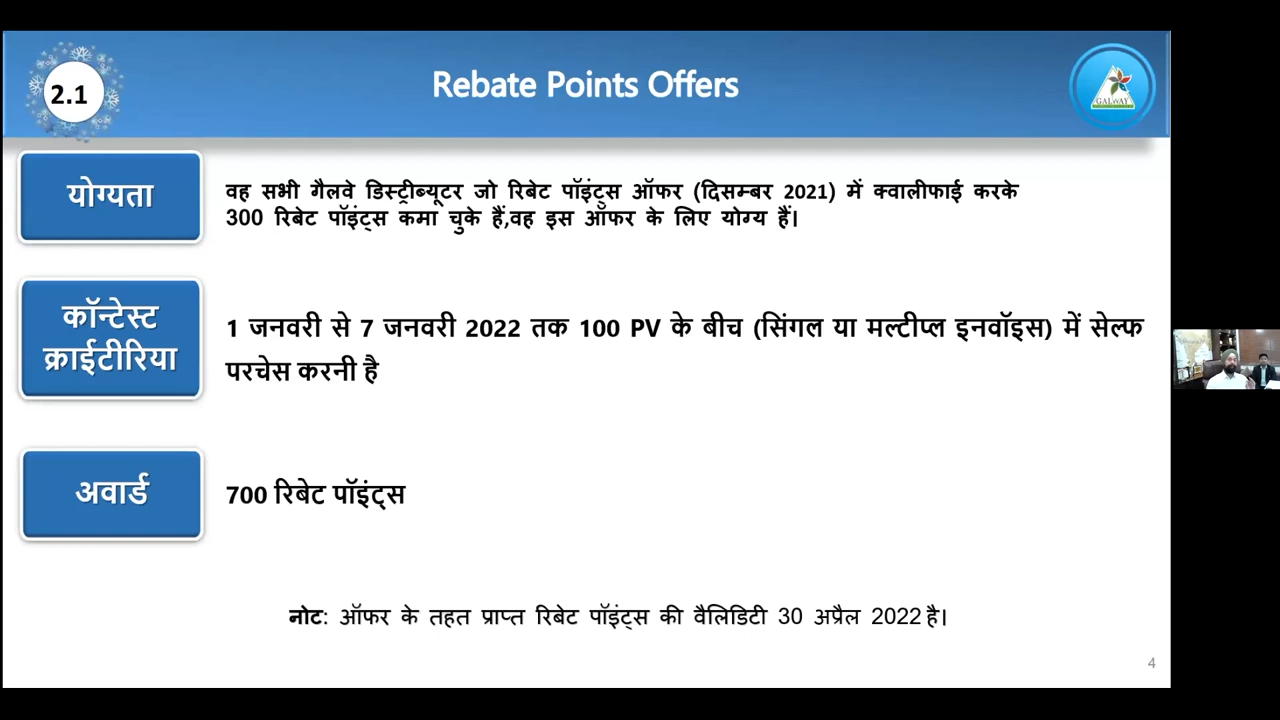 2.1
Rebate Points Offers
GALWAY
योग्यता
वह सभी गैलवे डिस्ट्रीब्यूटर जो रिबेट पॉइंट्स ऑफर (दिसम्बर 2021) में क्वालीफाई करके
300 रिबेट पॉइंट्स कमा चुके हैं,वह इस ऑफर के लिए योग्य हैं।
कॉन्टेस्ट
क्राईटीरिया
1 जनवरी से 7 जनवरी 2022 तक 100 PV के बीच (सिंगल या मल्टीप्ल इनवॉइस) में सेल्फ
परचेस करनी है
अवार्ड
700 रिबेट पॉइंट्स
नोट: ऑफर के तहत प्राप्त रिबेट पॉइंट्स की वैलिडिटी 30 अप्रैल 2022 है।
4